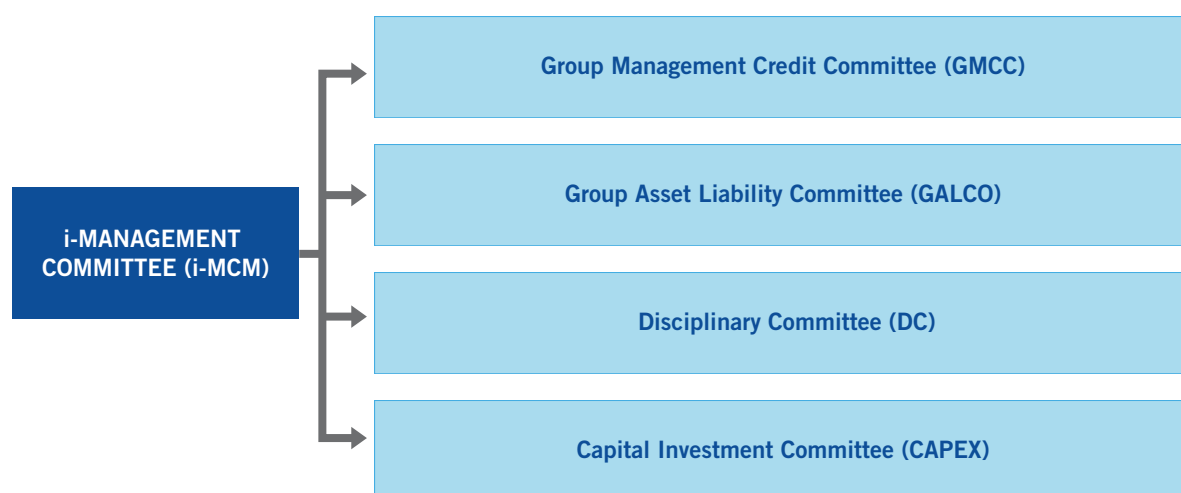 i-MANAGEMENT
COMMITTEE (i-MCM)
Group Management Credit Committee (GMCC)
Group Asset Liability Committee (GALCO)
Disciplinary Committee (DC)
Capital Investment Committee (CAPEX)